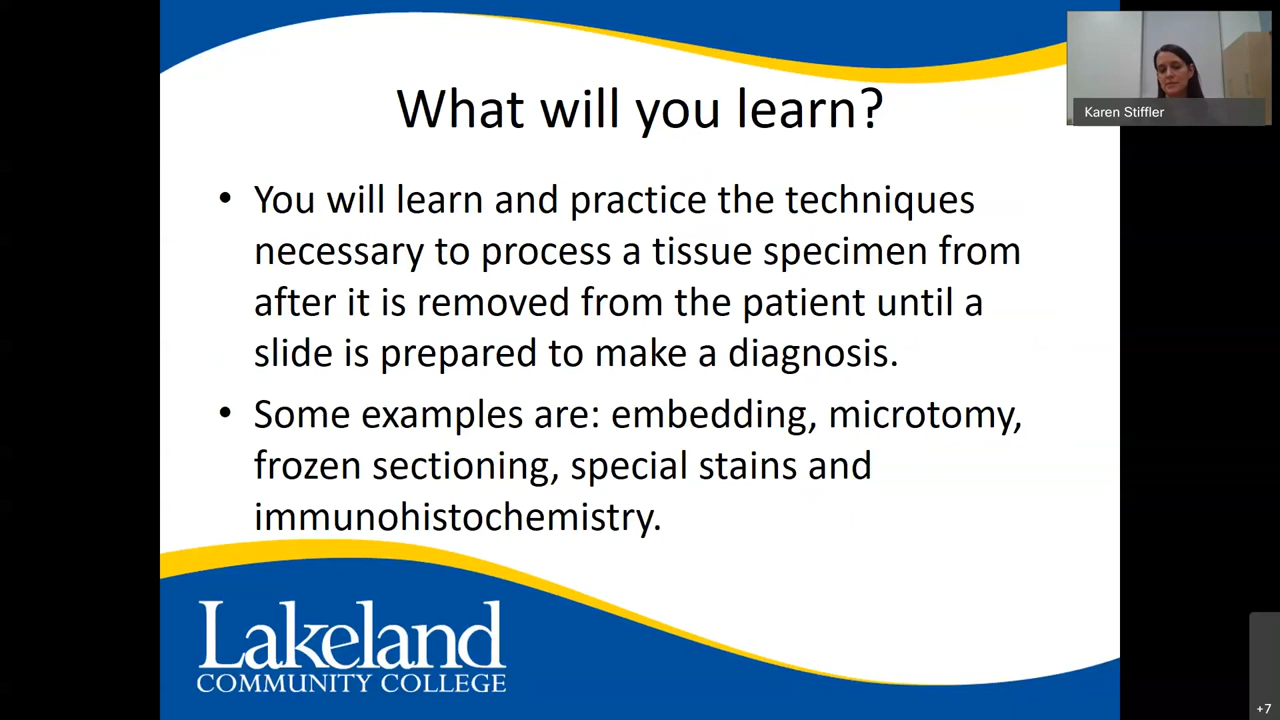 What will you learn?
Karen Stiffler
• You will learn and practice the techniques
necessary to process a tissue specimen from
after it is removed from the patient until a
slide is prepared to make a diagnosis.
• Some examples are: embedding, microtomy,
frozen sectioning, special stains and
immunohistochemistry.
Lakeland
COMMUNITY COLLEGE
+7